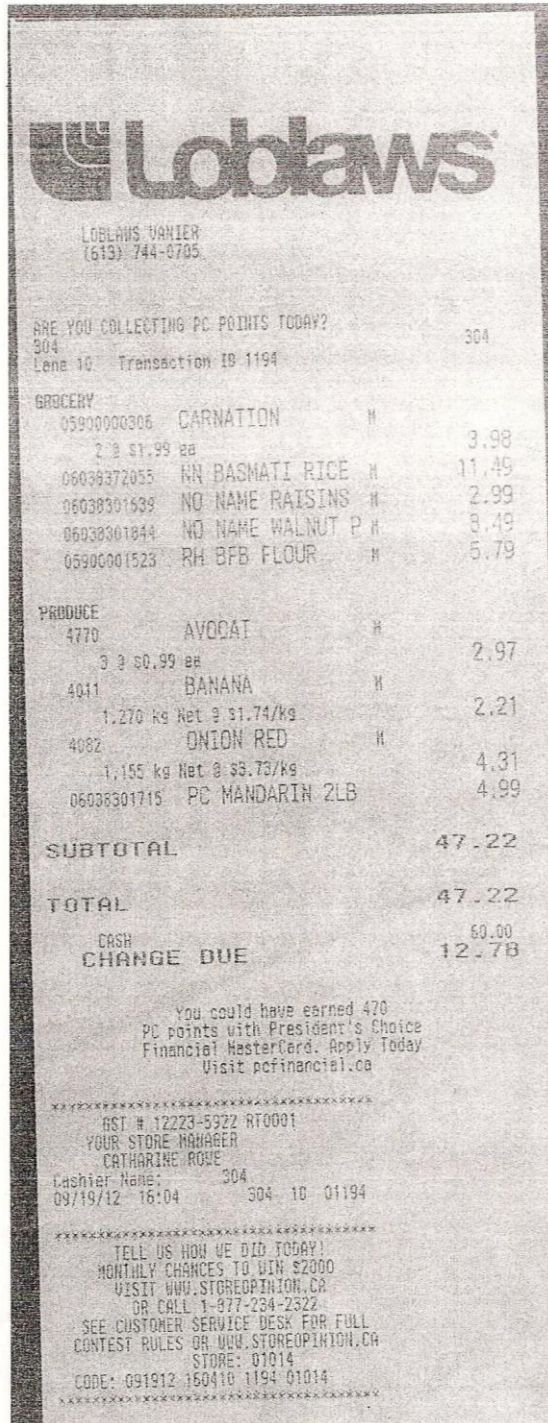 Loblaws
LOBLAWS VANIER
(613) 744-0705
ARE YOU COLLECTING PC POINTS TODAY?
304 304
Lane 10 Transaction ID 1194
GROCERY
05900000306 CARNATION M
2 @ $1.99 ea 3.98
06038372055 NN BASMATI RICE M 11.49
06038301639 NO NAME RAISINS M 2.99
06038301844 NO NAME WALNUT P M 8.49
05900001523 RH BFB FLOUR M 5.79
PRODUCE
4770 AVOCAT M
3 @ $0.99 ea 2.97
4011 BANANA M
1.270 kg Net @ $1.74/kg 2.21
4082 ONION RED M
1.155 kg Net @ $3.73/kg 4.31
06038301715 PC MANDARIN 2LB 4.99
SUBTOTAL 47.22
TOTAL 47.22
CASH 60.00
CHANGE DUE 12.78
You could have earned 470
PC points with President's Choice
Financial MasterCard. Apply Today
Visit pcfinancial.ca
************************************
GST # 12223-5922 RT0001
YOUR STORE MANAGER
CATHARINE ROWE
Cashier Name: 304
09/19/12 16:04 304 10 01194
************************************
TELL US HOW WE DID TODAY!
MONTHLY CHANCES TO WIN $2000
VISIT WWW.STOREOPINION.CA
OR CALL 1-877-234-2322
SEE CUSTOMER SERVICE DESK FOR FULL
CONTEST RULES OR WWW.STOREOPINION.CA
STORE: 01014
CODE: 091912 160410 1194 01014
************************************